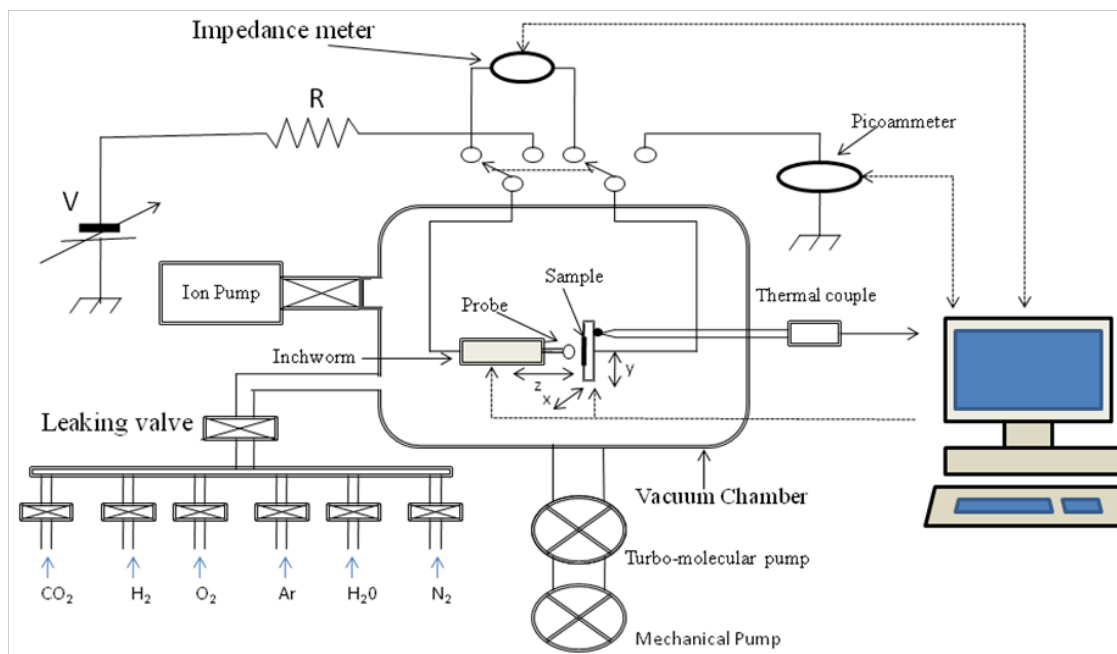 Impedance meter
R
Picoammeter
V
Ion Pump
Sample
Thermal couple
Probe
Inchworm
y
z
x
Leaking valve
Vacuum Chamber
Turbo-molecular pump
CO₂
H₂
O₂
Ar
H₂0
N₂
Mechanical Pump